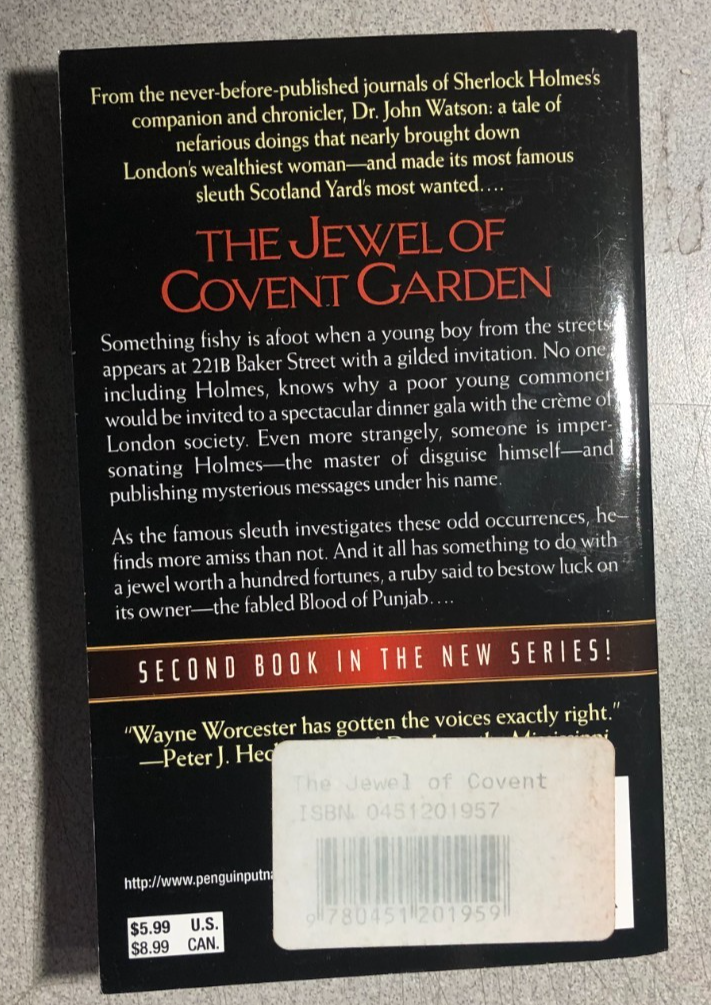 From the never-before-published journals of Sherlock Holmes's
companion and chronicler, Dr. John Watson: a tale of
nefarious doings that nearly brought down
London's wealthiest woman—and made its most famous
sleuth Scotland Yard's most wanted....
THE JEWEL OF
COVENT GARDEN
Something fishy is afoot when a young boy from the streets
appears at 221B Baker Street with a gilded invitation. No one,
including Holmes, knows why a poor young commoner
would be invited to a spectacular dinner gala with the crème of
London society. Even more strangely, someone is imper-
sonating Holmes—the master of disguise himself—and
publishing mysterious messages under his name.
As the famous sleuth investigates these odd occurrences, he
finds more amiss than not. And it all has something to do with
a jewel worth a hundred fortunes, a ruby said to bestow luck on
its owner—the fabled Blood of Punjab....
SECOND BOOK IN THE NEW SERIES!
"Wayne Worcester has gotten the voices exactly right."
—Peter J.
The Jewel of Covent
ISBN 0451201957
9 780451 201959
http://www.penguinputn
$5.99 U.S.
$8.99 CAN.